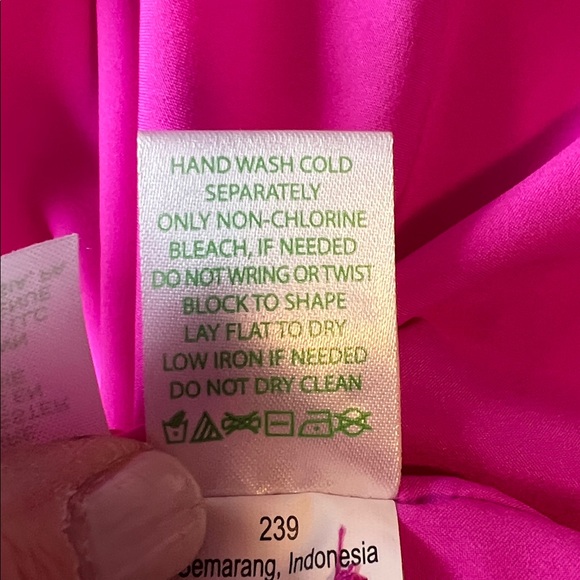 HAND WASH COLD
SEPARATELY
ONLY NON-CHLORINE
BLEACH, IF NEEDED
DO NOT WRING OR TWIST
BLOCK TO SHAPE
LAY FLAT TO DRY
LOW IRON IF NEEDED
DO NOT DRY CLEAN
239
Semarang, Indonesia